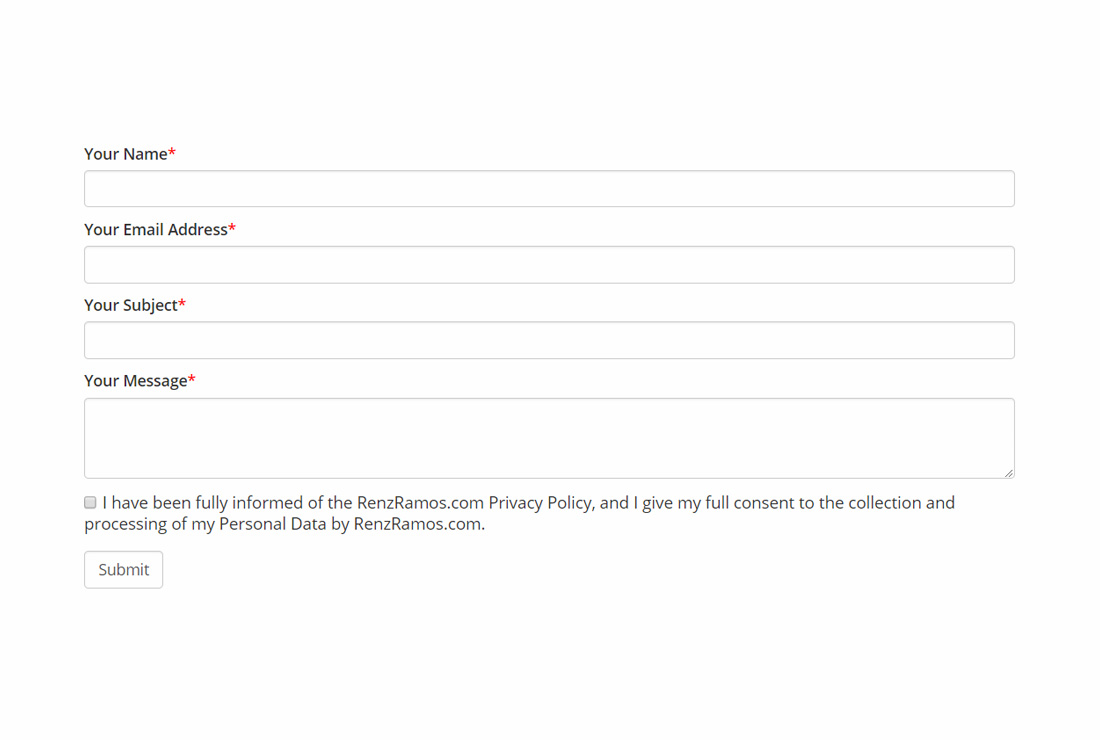 Your Name*
Your Email Address*
Your Subject*
Your Message*
I have been fully informed of the RenzRamos.com Privacy Policy, and I give my full consent to the collection and
processing of my Personal Data by RenzRamos.com.
Submit